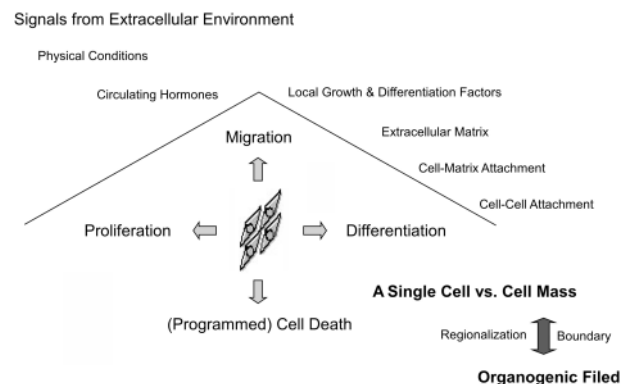 Signals from Extracellular Environment
Physical Conditions
Circulating Hormones
Local Growth & Differentiation Factors
Migration
Extracellular Matrix
Cell-Matrix Attachment
Cell-Cell Attachment
Proliferation
Differentiation
A Single Cell vs. Cell Mass
(Programmed) Cell Death
Regionalization
Boundary
Organogenic Filed